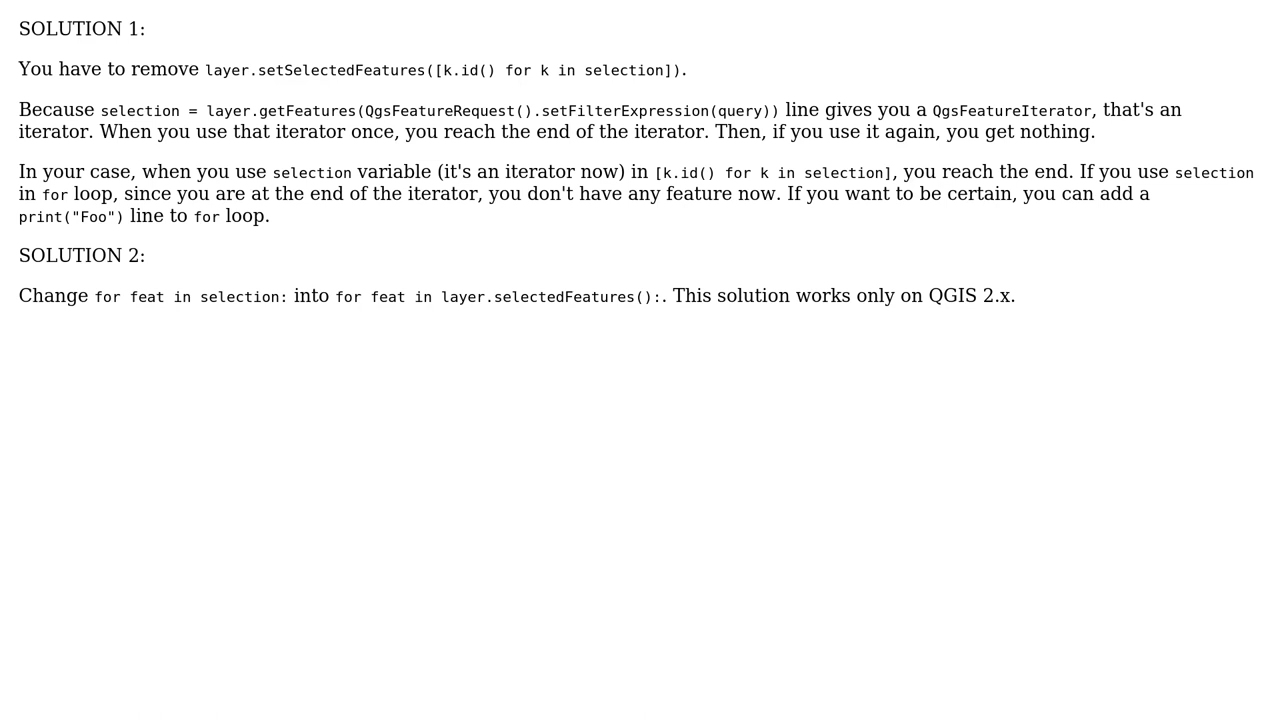 SOLUTION 1:
You have to remove layer.setSelectedFeatures([k.id() for k in selection]).
Because selection = layer.getFeatures(QgsFeatureRequest().setFilterExpression(query)) line gives you a QgsFeatureIterator, that's an
iterator. When you use that iterator once, you reach the end of the iterator. Then, if you use it again, you get nothing.
In your case, when you use selection variable (it's an iterator now) in [k.id() for k in selection], you reach the end. If you use selection
in for loop, since you are at the end of the iterator, you don't have any feature now. If you want to be certain, you can add a
print("Foo") line to for loop.
SOLUTION 2:
Change for feat in selection: into for feat in layer.selectedFeatures():. This solution works only on QGIS 2.x.